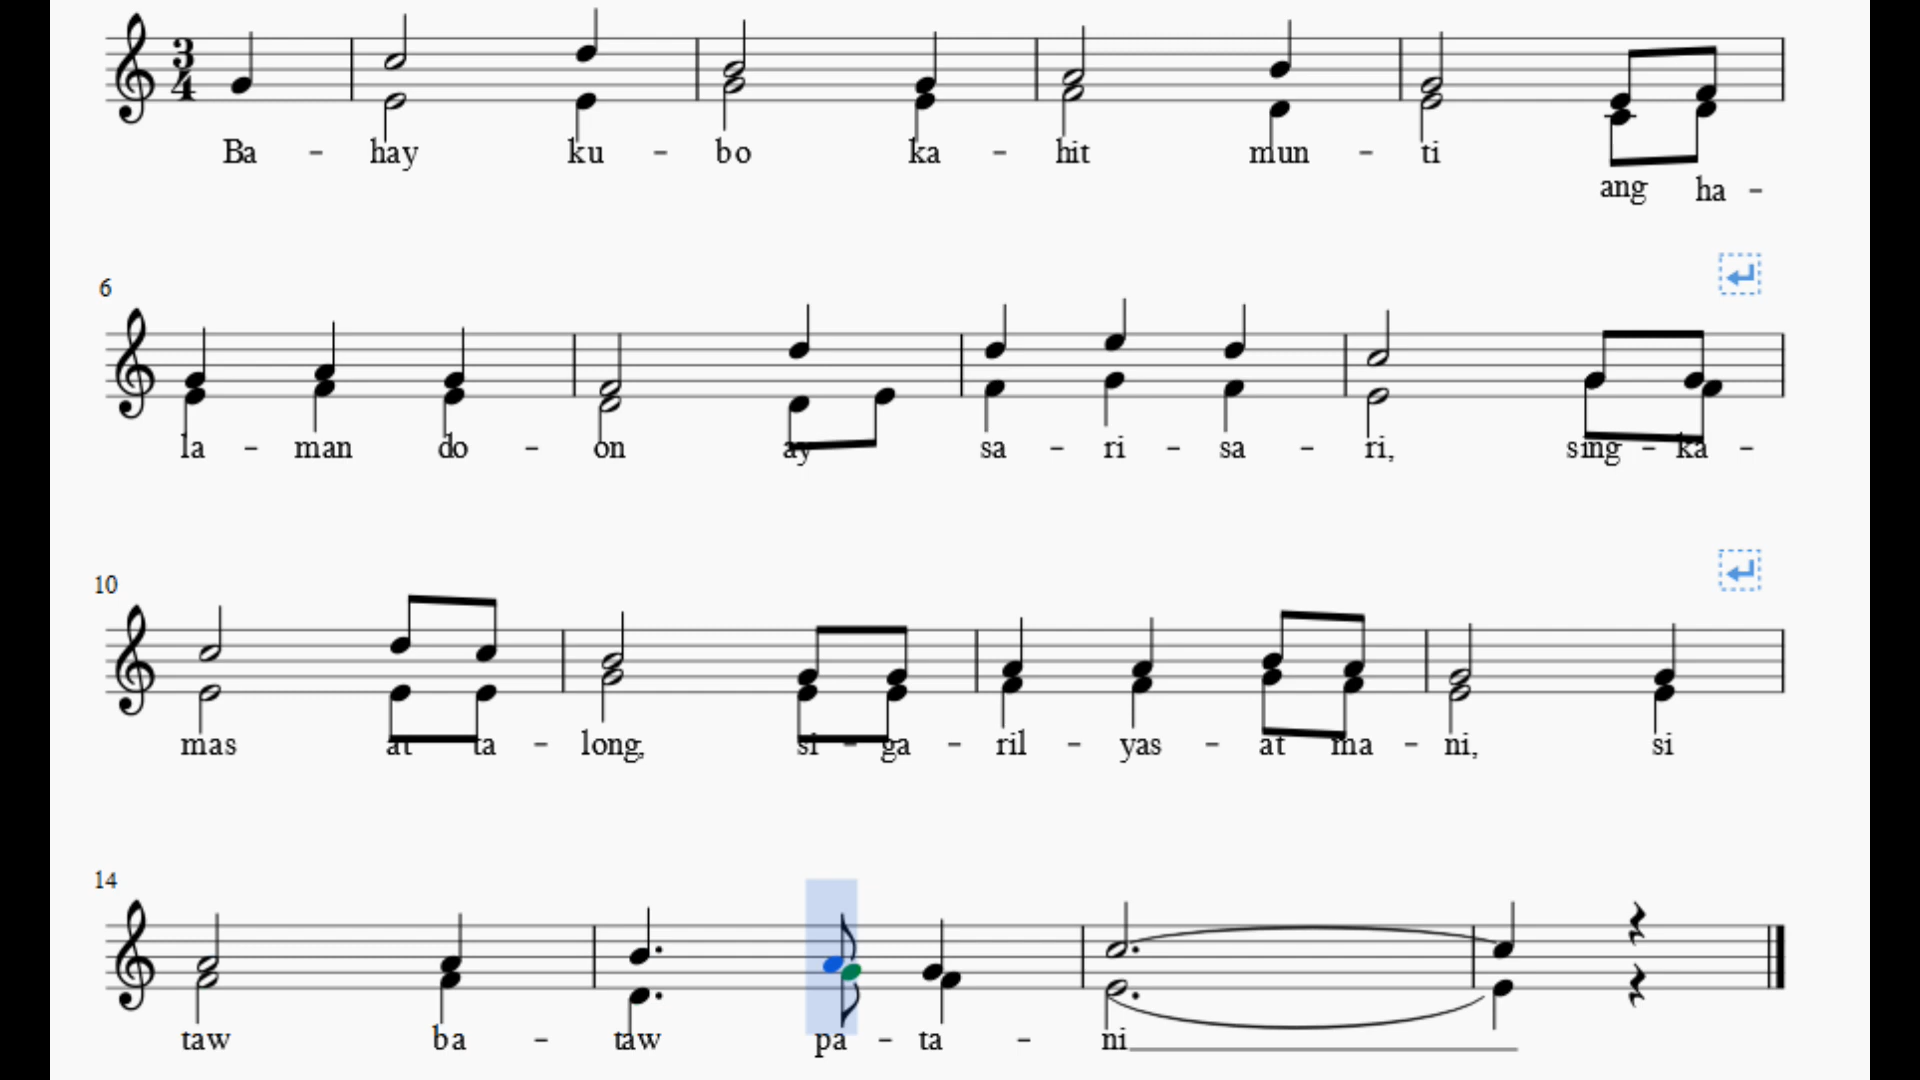 3
4
Ba - hay ku - bo ka - hit mun - ti
ang ha -
6
la - man do - on ay sa - ri - sa - ri, sing - ka -
10
mas at ta - long, si - ga - ril - yas - at ma - ni, si
14
taw ba - taw pa - ta - ni